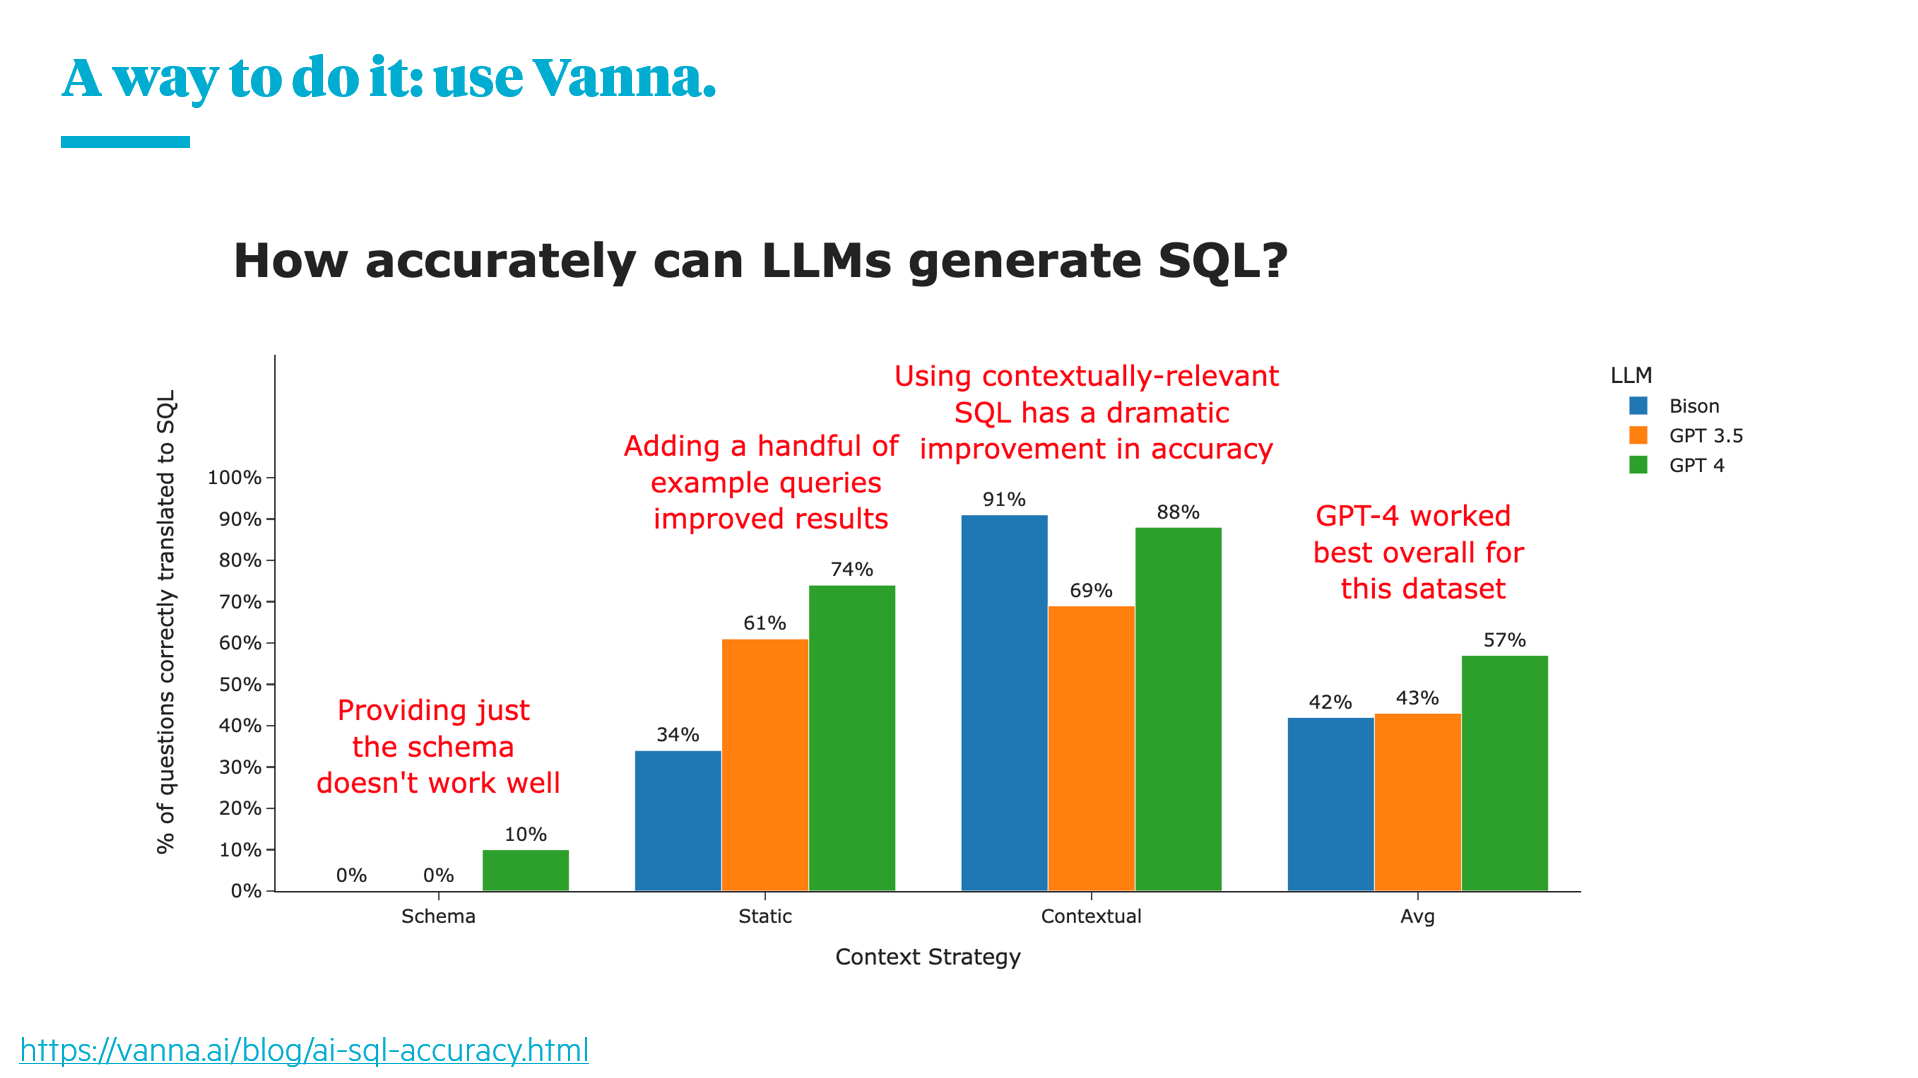 A way to do it: use Vanna.
How accurately can LLMs generate SQL?
% of questions correctly translated to SQL
100%
90%
80%
70%
60%
50%
40%
30%
20%
10%
0%
Providing just
the schema
doesn't work well
0%
0%
10%
Adding a handful of
example queries
improved results
34%
61%
74%
Using contextually-relevant
SQL has a dramatic
improvement in accuracy
91%
69%
88%
GPT-4 worked
best overall for
this dataset
42%
43%
57%
Schema
Static
Contextual
Avg
Context Strategy
LLM
Bison
GPT 3.5
GPT 4
https://vanna.ai/blog/ai-sql-accuracy.html